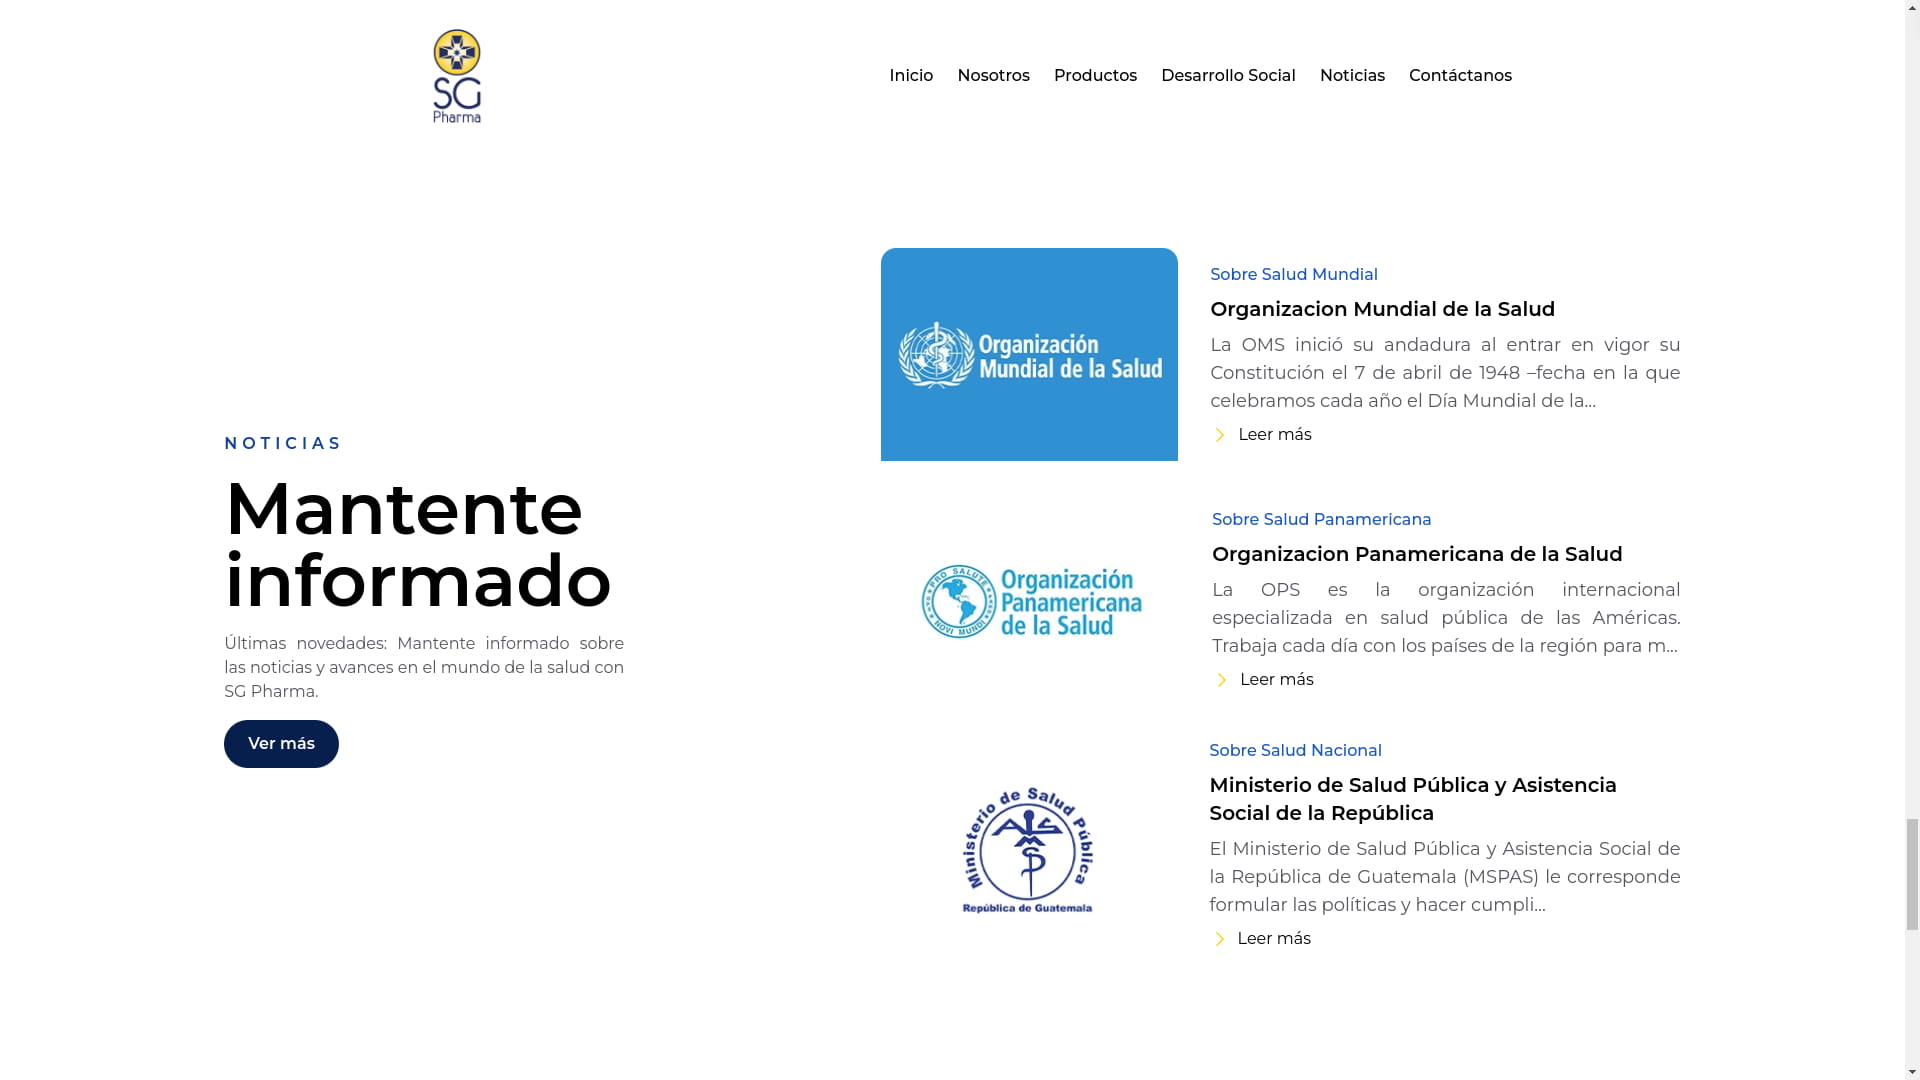 SG
Pharma
Inicio Nosotros Productos Desarrollo Social Noticias Contáctanos
NOTICIAS
Mantente
informado
Últimas novedades: Mantente informado sobre
las noticias y avances en el mundo de la salud con
SG Pharma.
Ver más
Organización
Mundial de la Salud
Sobre Salud Mundial
Organizacion Mundial de la Salud
La OMS inició su andadura al entrar en vigor su
Constitución el 7 de abril de 1948 –fecha en la que
celebramos cada año el Día Mundial de la...
Leer más
PRO SALUTE
NOVI MUNDI
Organización
Panamericana
de la Salud
Sobre Salud Panamericana
Organizacion Panamericana de la Salud
La OPS es la organización internacional
especializada en salud pública de las Américas.
Trabaja cada día con los países de la región para m...
Leer más
Ministerio de Salud Pública
República de Guatemala
Sobre Salud Nacional
Ministerio de Salud Pública y Asistencia
Social de la República
El Ministerio de Salud Pública y Asistencia Social de
la República de Guatemala (MSPAS) le corresponde
formular las políticas y hacer cumpli...
Leer más